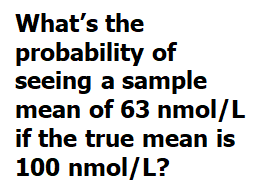 What’s the
probability of
seeing a sample
mean of 63 nmol/L
if the true mean is
100 nmol/L?